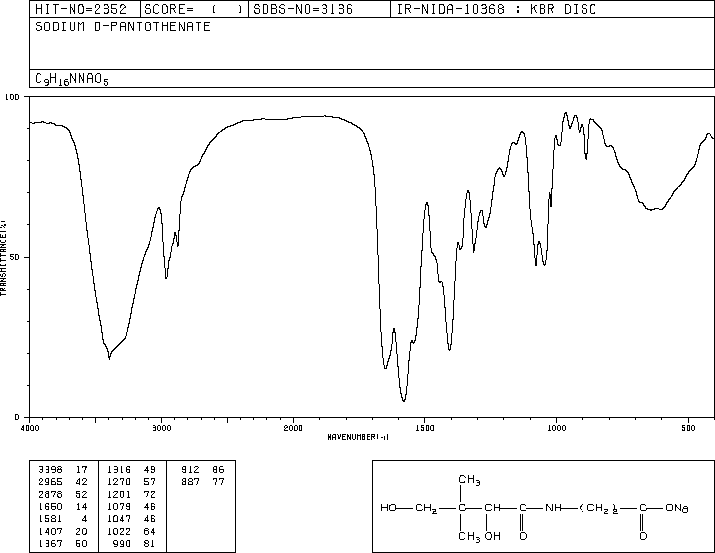 HIT-NO=2352 SCORE= ( ) SDBS-NO=3136 IR-NIDA-10368 : KBR DISC
SODIUM D-PANTOTHENATE
C9H16NNAO5
100
50
0
TRANSMITTANCE(%)
4000 3000 2000 1500 1000 500
WAVENUMBER(-1)
3398 17 1316 49 912 86
2965 42 1270 57 887 77
2878 52 1201 72
1650 14 1079 46
1581 4 1047 46
1407 20 1022 64
1367 60 990 81
CH3
HO—CH2—C—CH—C—NH—(CH2)2—C—ONa
CH3 OH O O